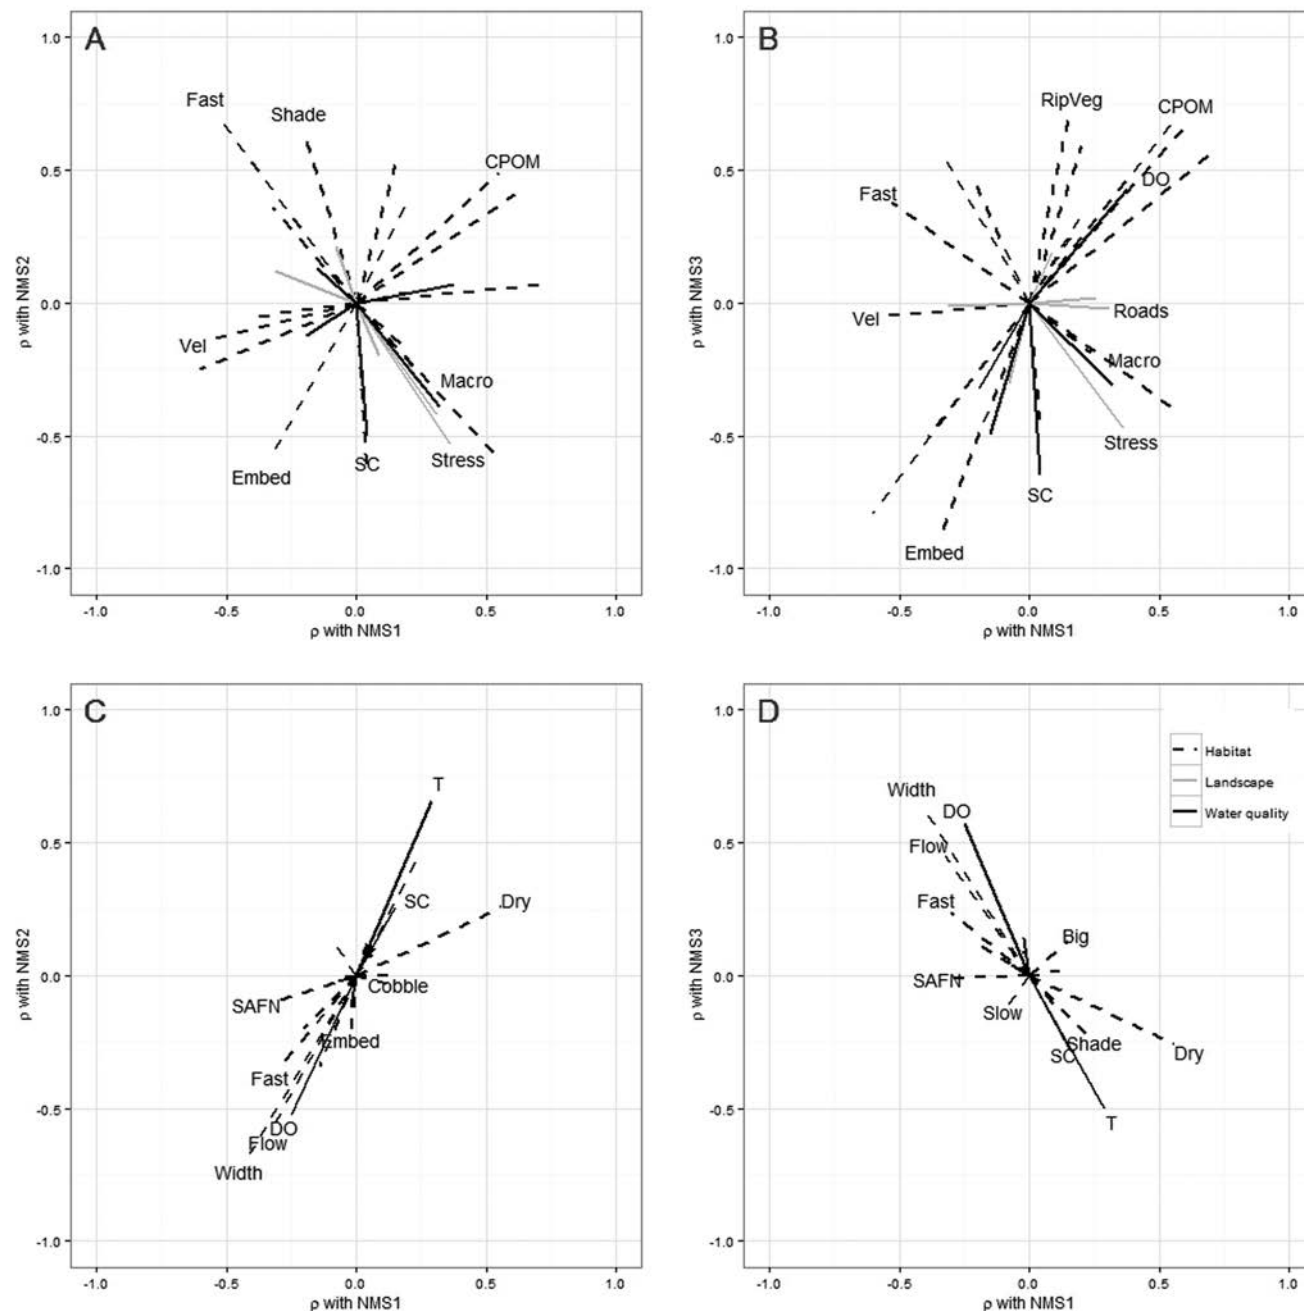 A
1.0
0.5
0.0
-0.5
-1.0
ρ with NMS2
Fast
Shade
CPOM
Vel
Macro
Embed
SC
Stress
-1.0 -0.5 0.0 0.5 1.0
ρ with NMS1
B
1.0
0.5
0.0
-0.5
-1.0
ρ with NMS3
RipVeg
CPOM
DO
Fast
Vel
Roads
Macro
Stress
SC
Embed
-1.0 -0.5 0.0 0.5 1.0
ρ with NMS1
C
1.0
0.5
0.0
-0.5
-1.0
ρ with NMS2
T
SC
Dry
Cobble
SAFN
Embed
Fast
DO
Flow
Width
-1.0 -0.5 0.0 0.5 1.0
ρ with NMS1
D
1.0
0.5
0.0
-0.5
-1.0
ρ with NMS3
Habitat
Landscape
Water quality
Width
DO
Flow
Fast
Big
SAFN
Slow
Shade
SC
Dry
T
-1.0 -0.5 0.0 0.5 1.0
ρ with NMS1